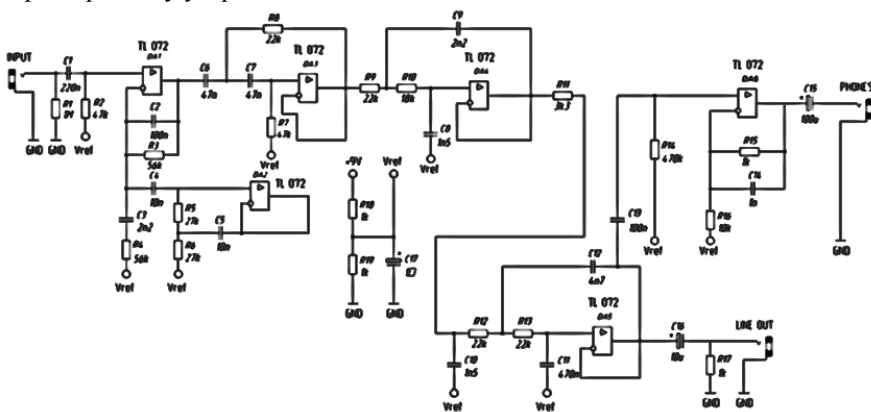 INPUT
C1
220n
R1
1M
GND
R2
47k
Vref
GND
TL 072
DA1
C2
100n
R3
56k
C4
10n
C3
2n2
R4
56k
Vref
R5
27k
R6
27k
Vref
C5
10n
TL 072
DA2
C6
47n
R8
22k
C7
47n
R7
47k
Vref
TL 072
DA3
R9
22k
R10
18k
C9
2n2
C8
1n5
Vref
TL 072
DA4
R11
3k3
+9V
R18
1k
R19
1k
GND
Vref
C17
GND
C10
1n5
Vref
R12
22k
R13
22k
C11
470n
Vref
C12
4n7
TL 072
DA5
C13
100n
R14
470k
Vref
TL 072
DA6
R15
1k
C14
1n
R16
10k
Vref
C15
100u
PHONES
GND
C16
10u
R17
1k
GND
LINE OUT
GND